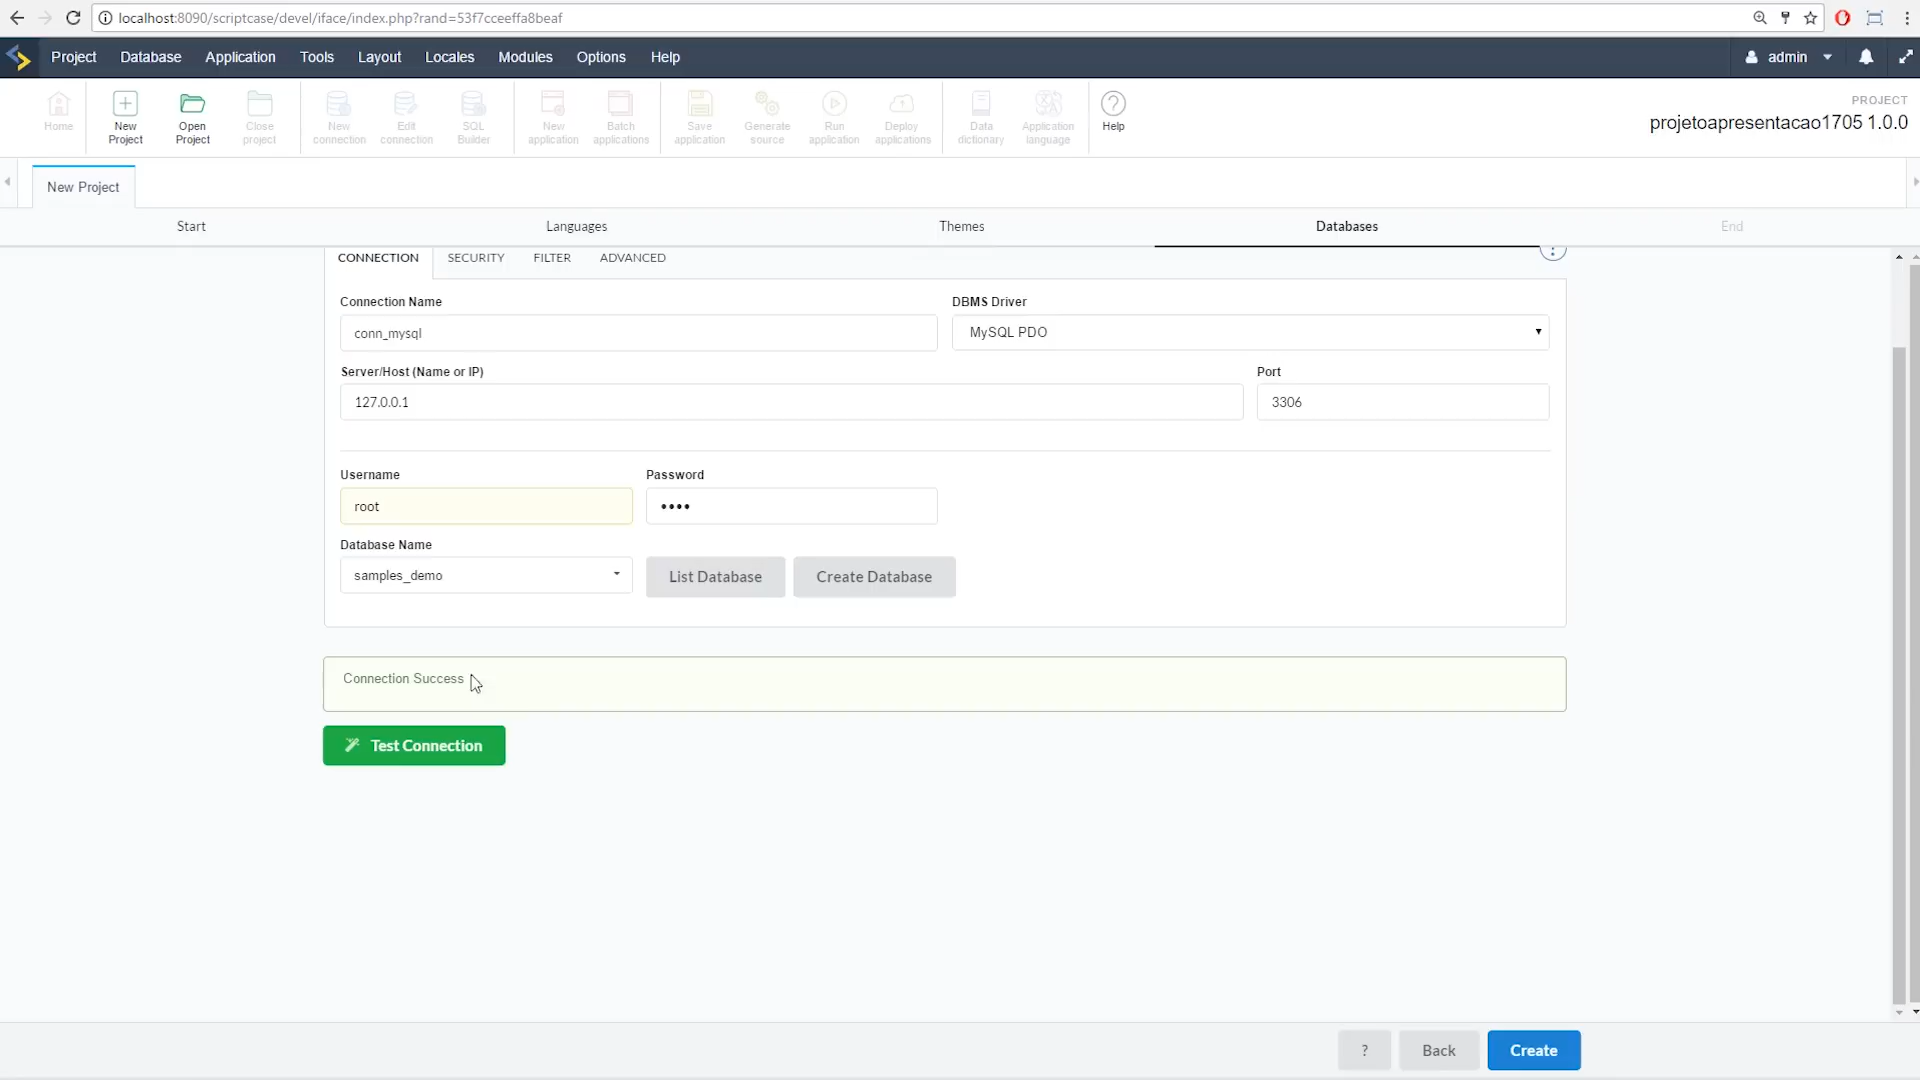 localhost:8090/scriptcase/devel/iface/index.php?rand=53f7cceeffa8beaf
Project Database Application Tools Layout Locales Modules Options Help admin
Home
New
Project
Open
Project
Close
project
New
connection
Edit
connection
SQL
Builder
New
application
Batch
applications
Save
application
Generate
source
Run
application
Deploy
applications
Data
dictionary
Application
language
Help
PROJECT
projetoapresentacao1705 1.0.0
New Project
Start Languages Themes Databases End
CONNECTION SECURITY FILTER ADVANCED
Connection Name DBMS Driver
conn_mysql MySQL PDO
Server/Host (Name or IP) Port
127.0.0.1 3306
Username Password
root ••••
Database Name
samples_demo List Database Create Database
Connection Success
Test Connection
? Back Create